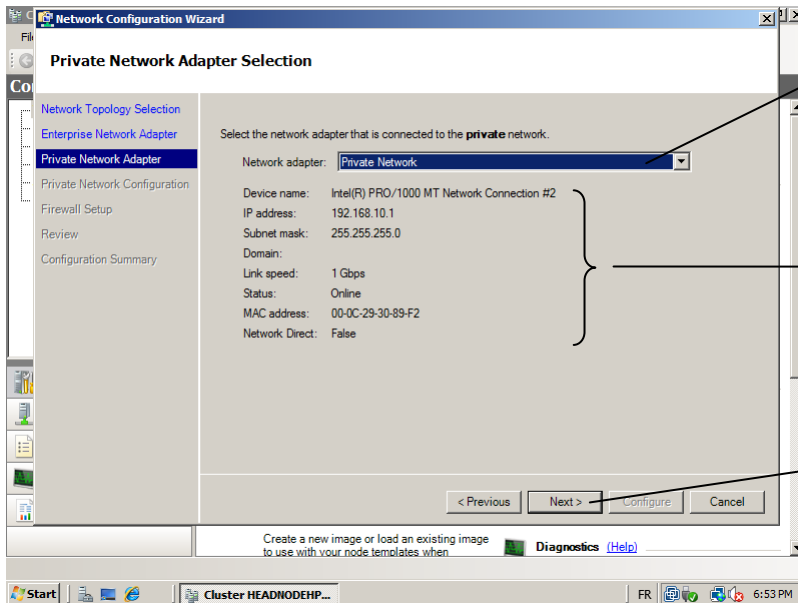 Network Configuration Wizard
Fil
Private Network Adapter Selection
Co
Network Topology Selection
Enterprise Network Adapter
Private Network Adapter
Private Network Configuration
Firewall Setup
Review
Configuration Summary
Select the network adapter that is connected to the private network.
Network adapter: Private Network
Device name: Intel(R) PRO/1000 MT Network Connection #2
IP address: 192.168.10.1
Subnet mask: 255.255.255.0
Domain:
Link speed: 1 Gbps
Status: Online
MAC address: 00-0C-29-30-89-F2
Network Direct: False
< Previous Next > Configure Cancel
Create a new image or load an existing image
to use with your node templates when
Diagnostics (Help)
Start Cluster HEADNODEHP... FR 6:53 PM